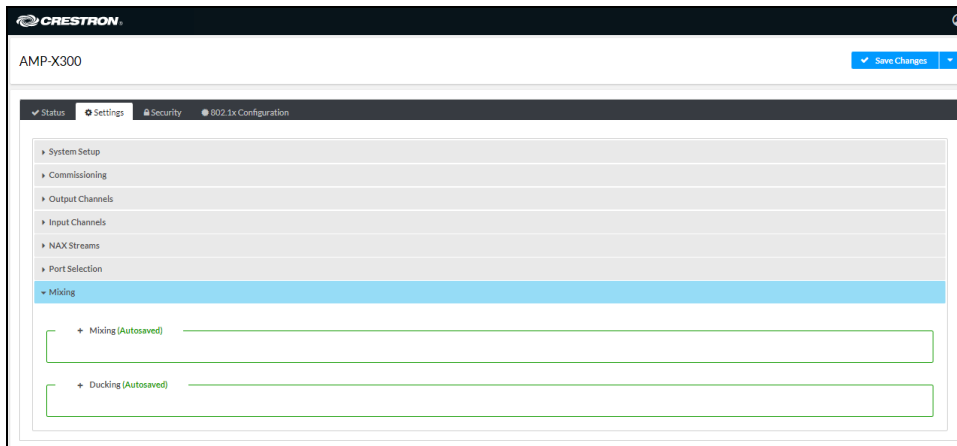 CRESTRON
AMP-X300
Save Changes
Status Settings Security 802.1x Configuration
System Setup
Commissioning
Output Channels
Input Channels
NAX Streams
Port Selection
Mixing
+ Mixing (Autosaved)
+ Ducking (Autosaved)